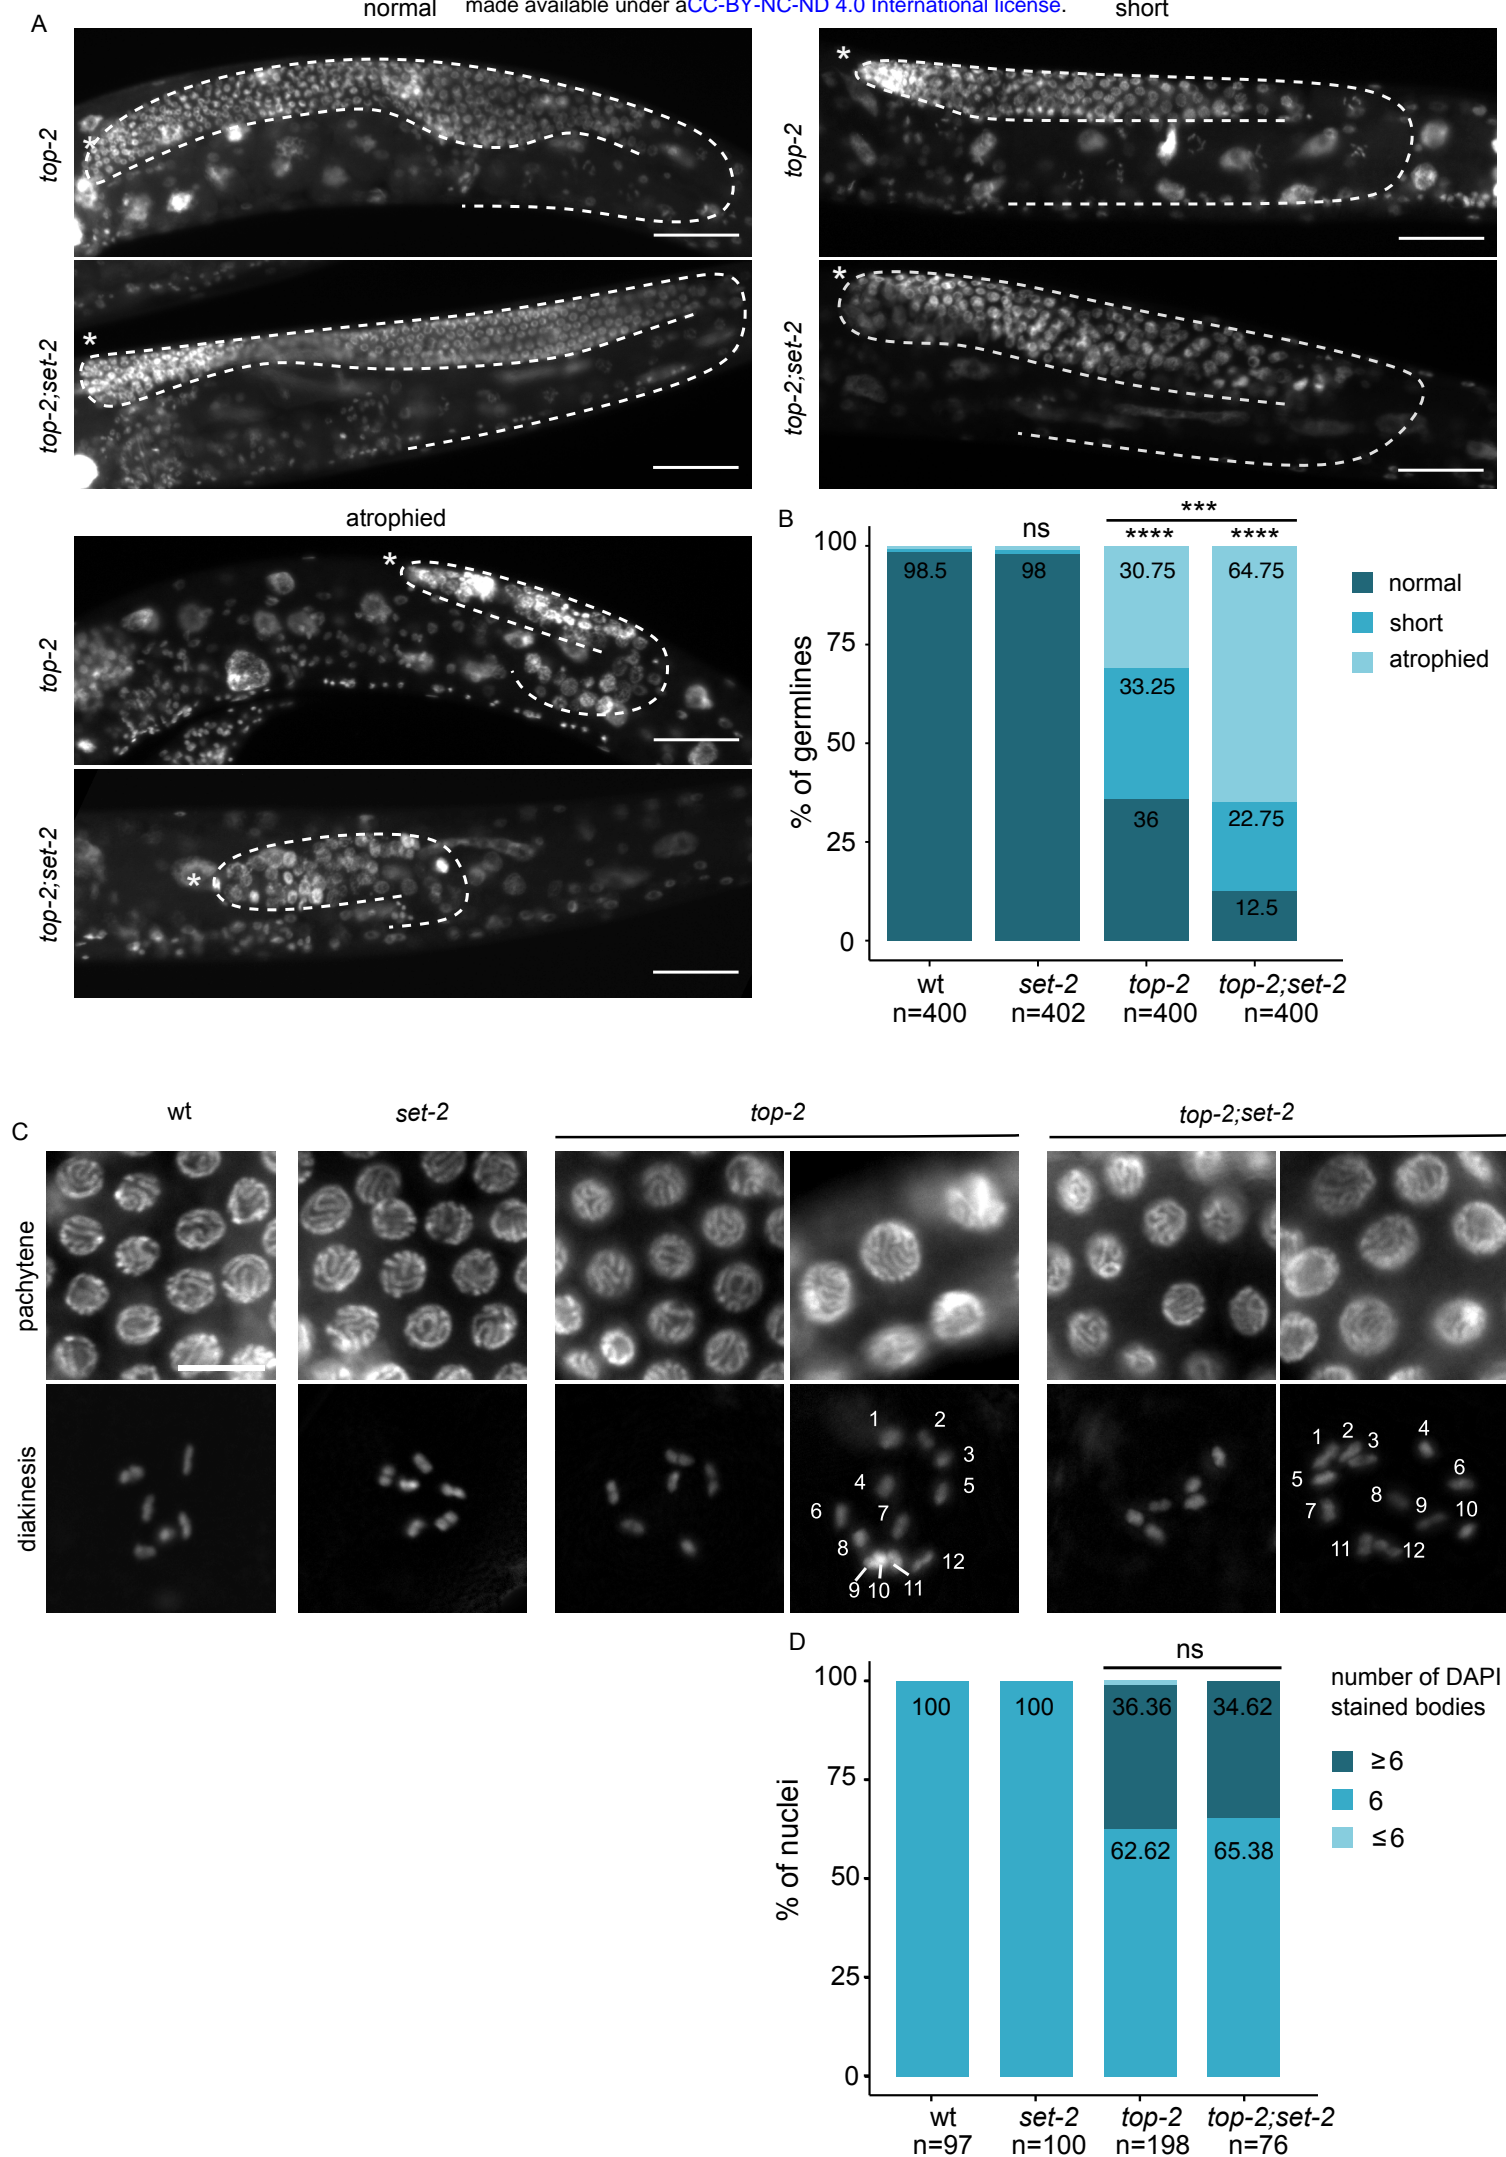 normal made available under aCC-BY-NC-ND 4.0 International license. short
A
top-2
top-2
*
*
top-2;set-2
top-2;set-2
*
*
atrophied
top-2
*
top-2;set-2
*
B
***
ns **** ****
% of germlines
100
75
50
25
0
98.5 98 30.75 64.75
33.25
36
22.75
12.5
normal
short
atrophied
wt set-2 top-2 top-2;set-2
n=400 n=402 n=400 n=400
C
wt set-2 top-2 top-2;set-2
pachytene
diakinesis
1 2
3
4 5
6 7
8
9 10 11 12
1 2 3 4
5 6
7 8 9 10
11 12
D
ns
% of nuclei
100
75
50
25
0
100 100 36.36 34.62
62.62 65.38
number of DAPI
stained bodies
≥6
6
≤6
wt set-2 top-2 top-2;set-2
n=97 n=100 n=198 n=76